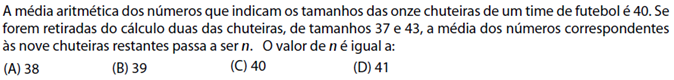 A média aritmética dos números que indicam os tamanhos das onze chuteiras de um time de futebol é 40. Se
forem retiradas do cálculo duas das chuteiras, de tamanhos 37 e 43, a média dos números correspondentes
às nove chuteiras restantes passa a ser n. O valor de n é igual a:
(A) 38 (B) 39 (C) 40 (D) 41